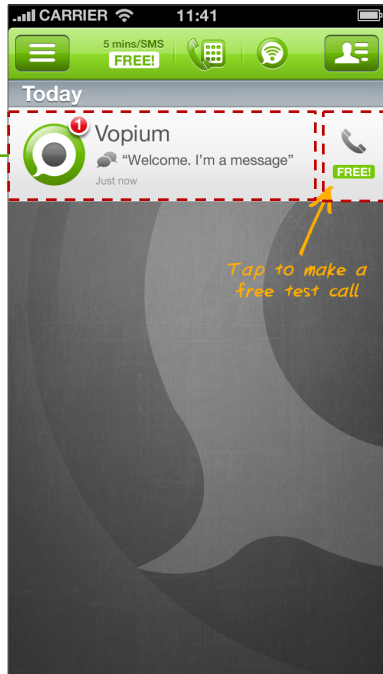 CARRIER 11:41
5 mins/SMS
FREE!
Today
1
Vopium
“Welcome. I'm a message”
Just now
FREE!
Tap to make a
free test call